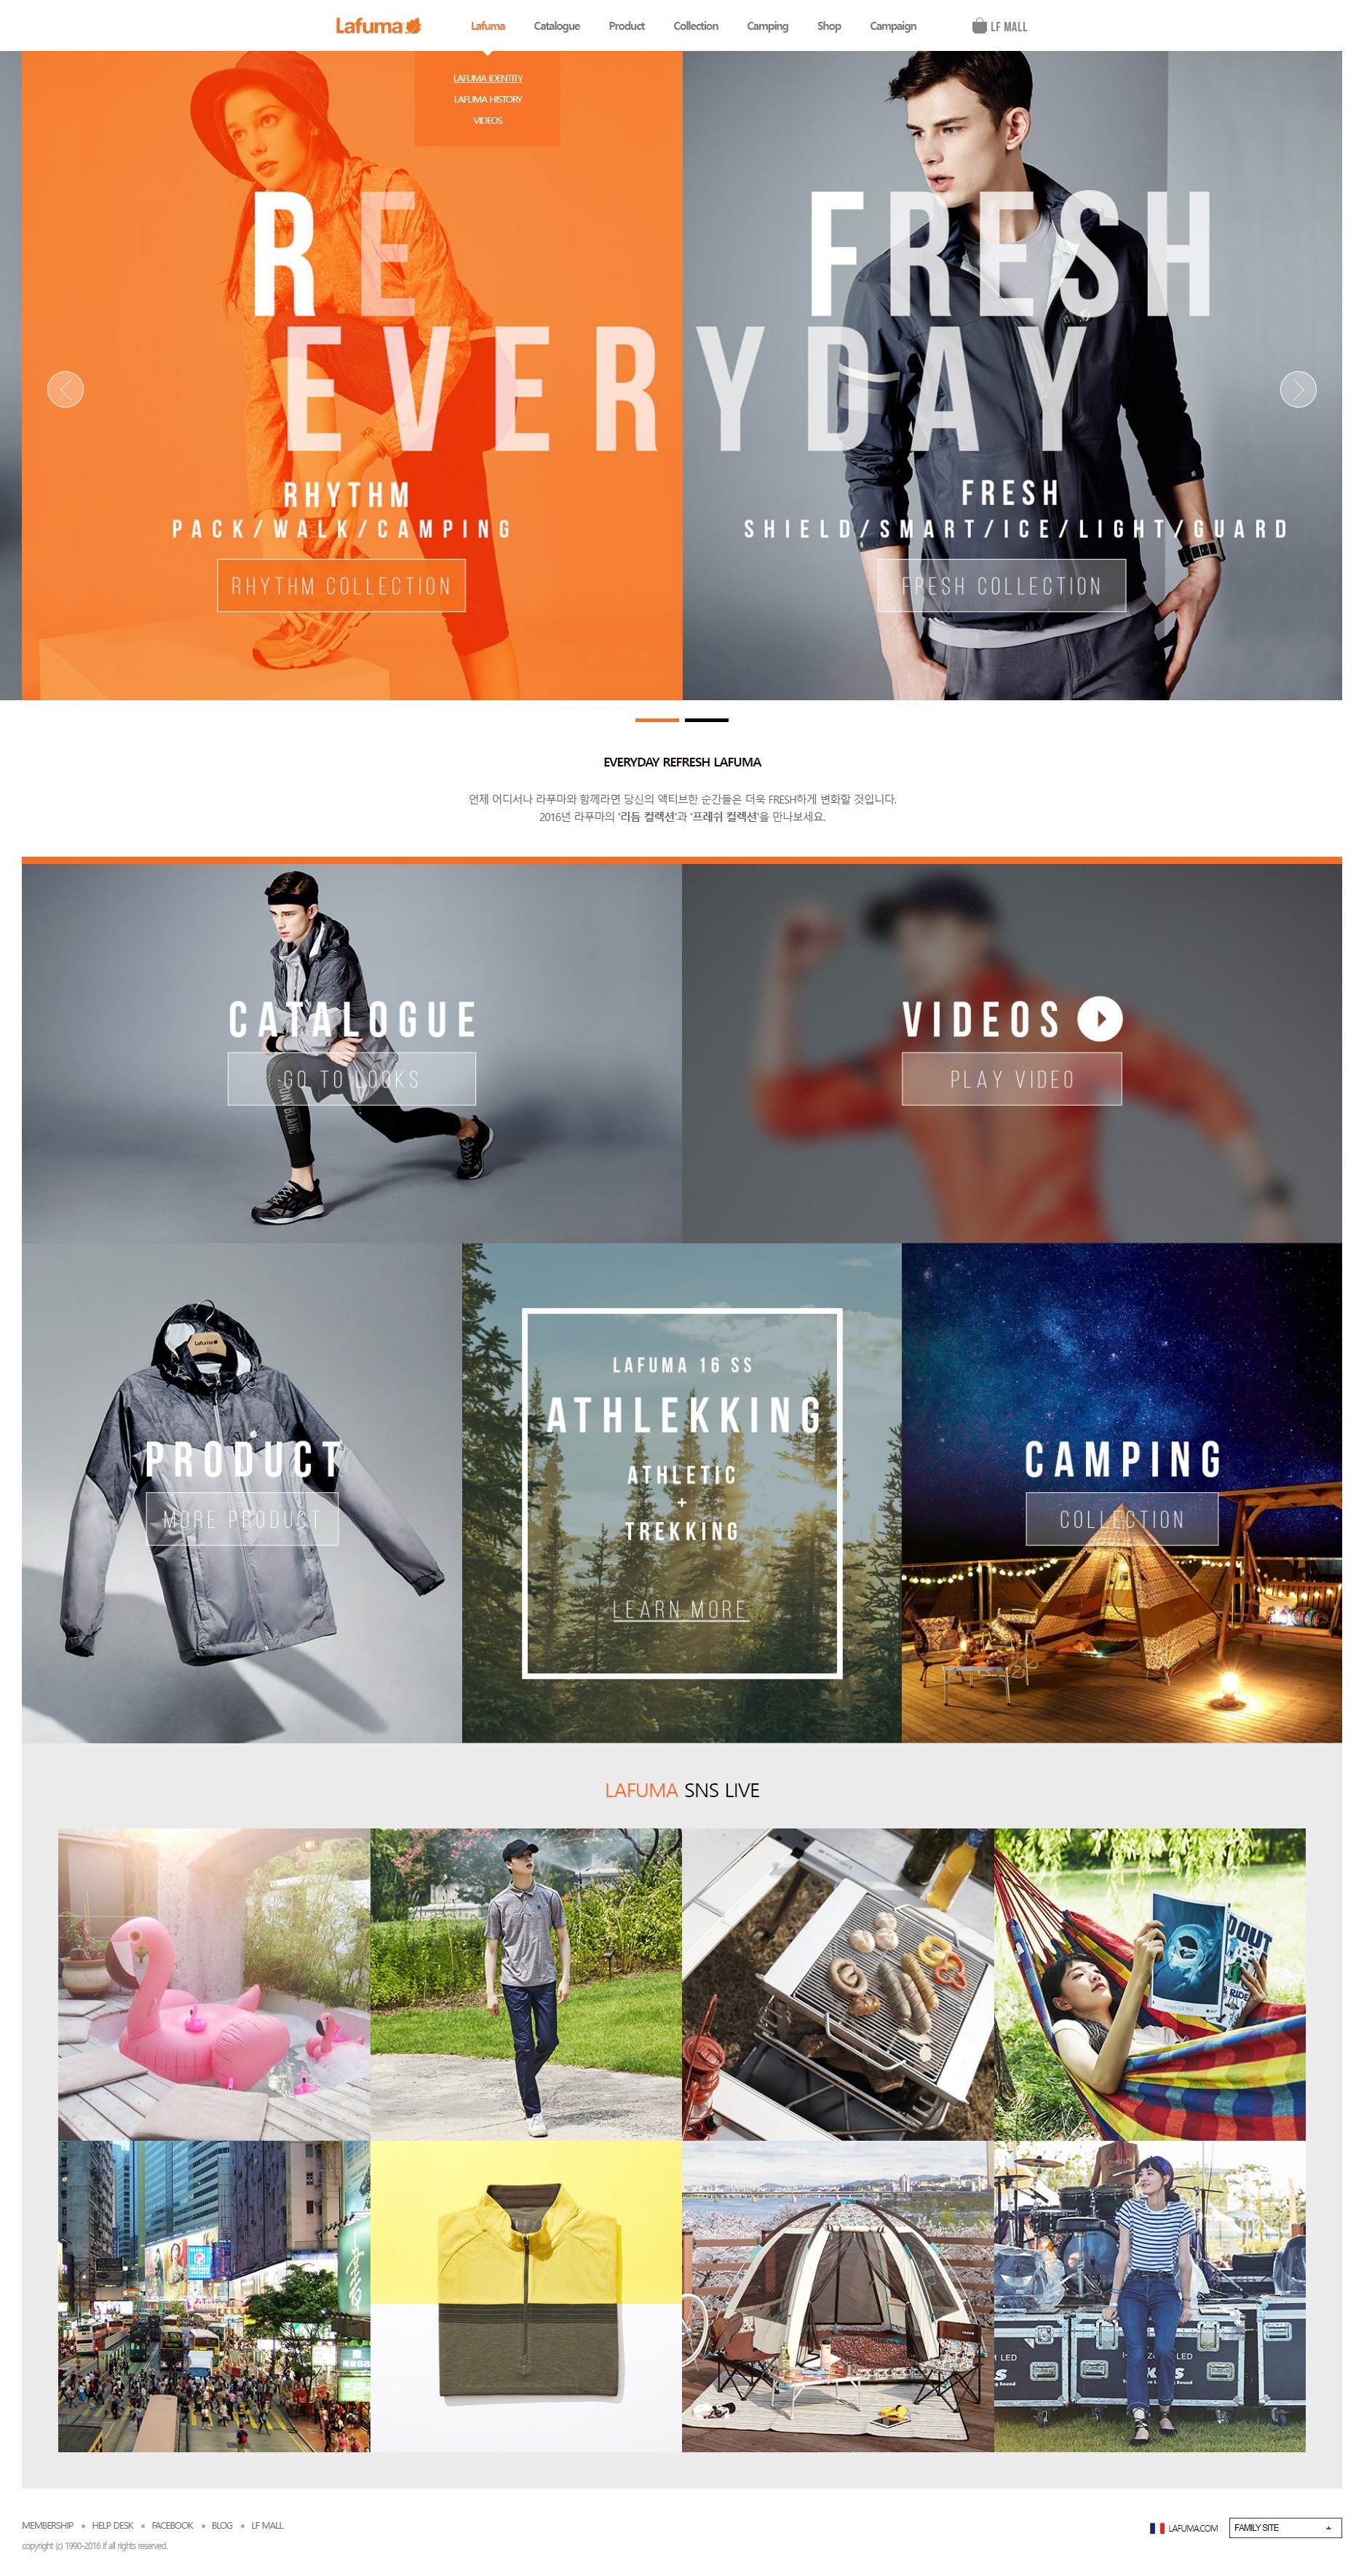 Lafuma
Lafuma Catalogue Product Collection Camping Shop Campaign LF MALL
LAFUMA IDENTITY
LAFUMA HISTORY
VIDEOS
RE FRESH
EVERYDAY
RHYTHM
PACK/WALK/CAMPING
RHYTHM COLLECTION
FRESH
SHIELD/SMART/ICE/LIGHT/GUARD
FRESH COLLECTION
EVERYDAY REFRESH LAFUMA
언제 어디서나 라푸마와 함께라면 당신의 액티브한 순간들은 더욱 FRESH하게 변화할 것입니다.
2016년 라푸마의 '리듬 컬렉션'과 '프레쉬 컬렉션'을 만나보세요.
CATALOGUE
GO TO LOOKS
VIDEOS
PLAY VIDEO
Lafuma
PRODUCT
MORE PRODUCT
LAFUMA 16 SS
ATHLEKKING
ATHLETIC
+
TREKKING
LEARN MORE
CAMPING
COLLECTION
LAFUMA SNS LIVE
MEMBERSHIP HELP DESK FACEBOOK BLOG LF MALL
copyright (c) 1990-2016 if all rights reserved.
LAFUMA.COM
FAMILY SITE